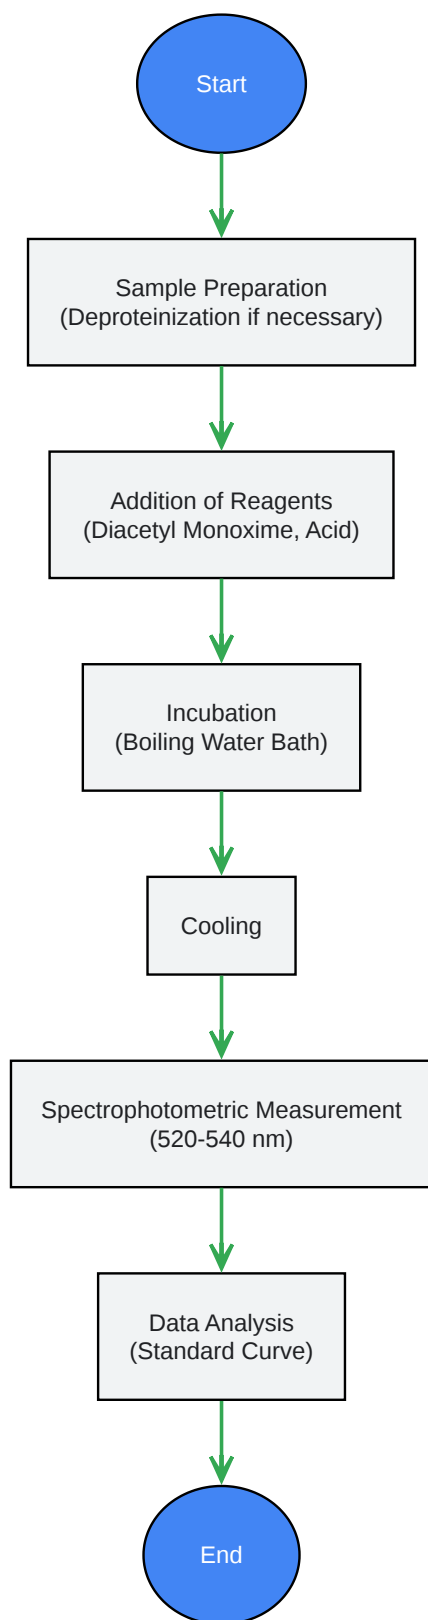 Start
Sample Preparation
(Deproteinization if necessary)
Addition of Reagents
(Diacetyl Monoxime, Acid)
Incubation
(Boiling Water Bath)
Cooling
Spectrophotometric Measurement
(520-540 nm)
Data Analysis
(Standard Curve)
End